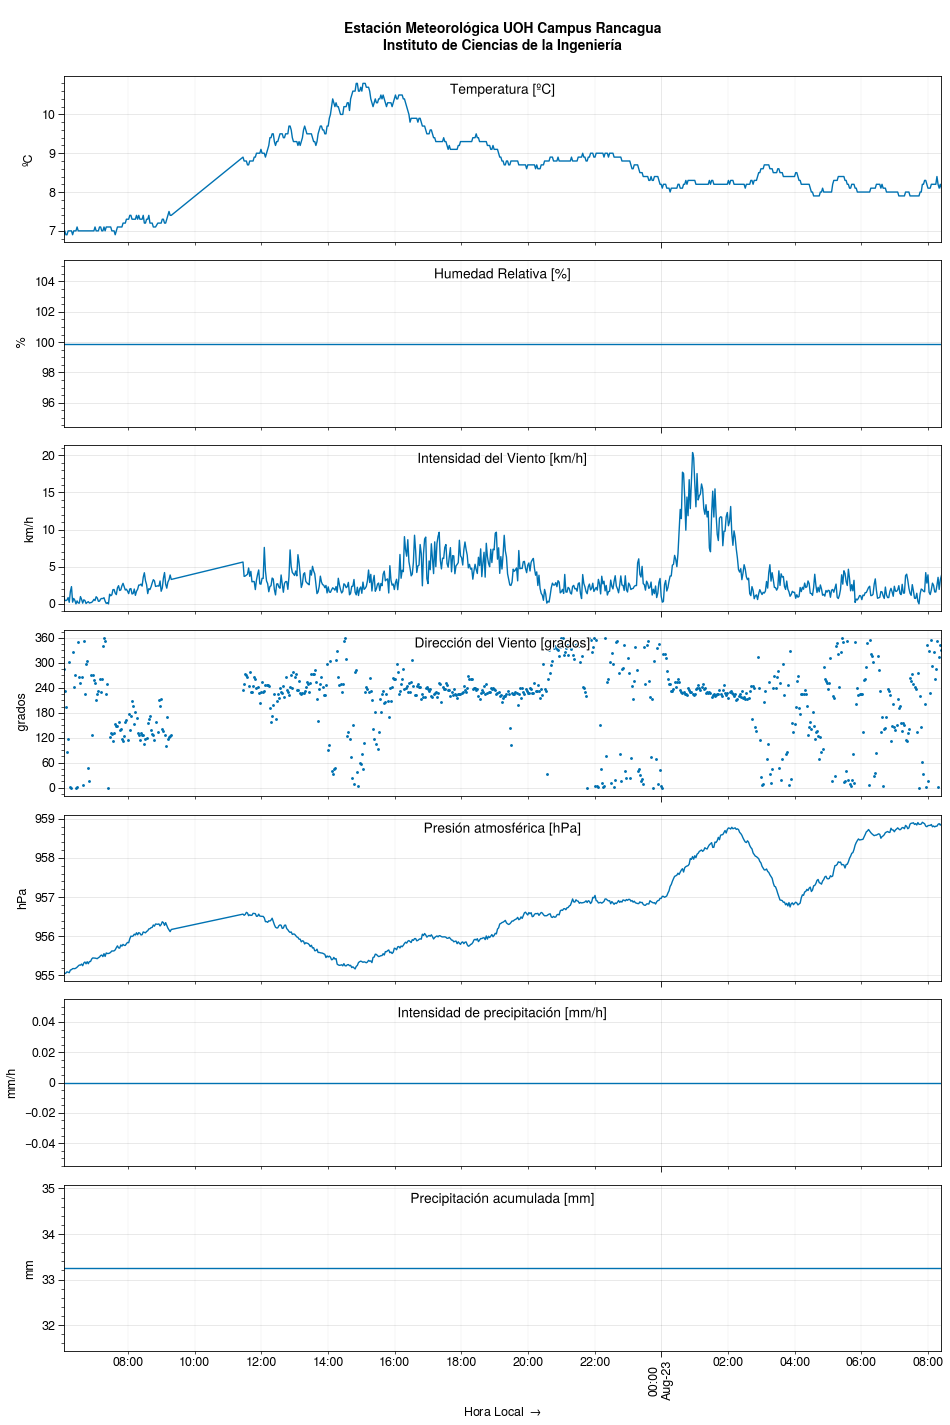 Estación Meteorológica UOH Campus Rancagua
Instituto de Ciencias de la Ingeniería
Temperatura [ºC]
ºC
10
9
8
7
Humedad Relativa [%]
%
104
102
100
98
96
Intensidad del Viento [km/h]
km/h
20
15
10
5
0
Dirección del Viento [grados]
grados
360
300
240
180
120
60
0
Presión atmosférica [hPa]
hPa
959
958
957
956
955
Intensidad de precipitación [mm/h]
mm/h
0.04
0.02
0
−0.02
−0.04
Precipitación acumulada [mm]
mm
35
34
33
32
08:00 10:00 12:00 14:00 16:00 18:00 20:00 22:00 00:00 02:00 04:00 06:00 08:00
Aug-23
Hora Local →